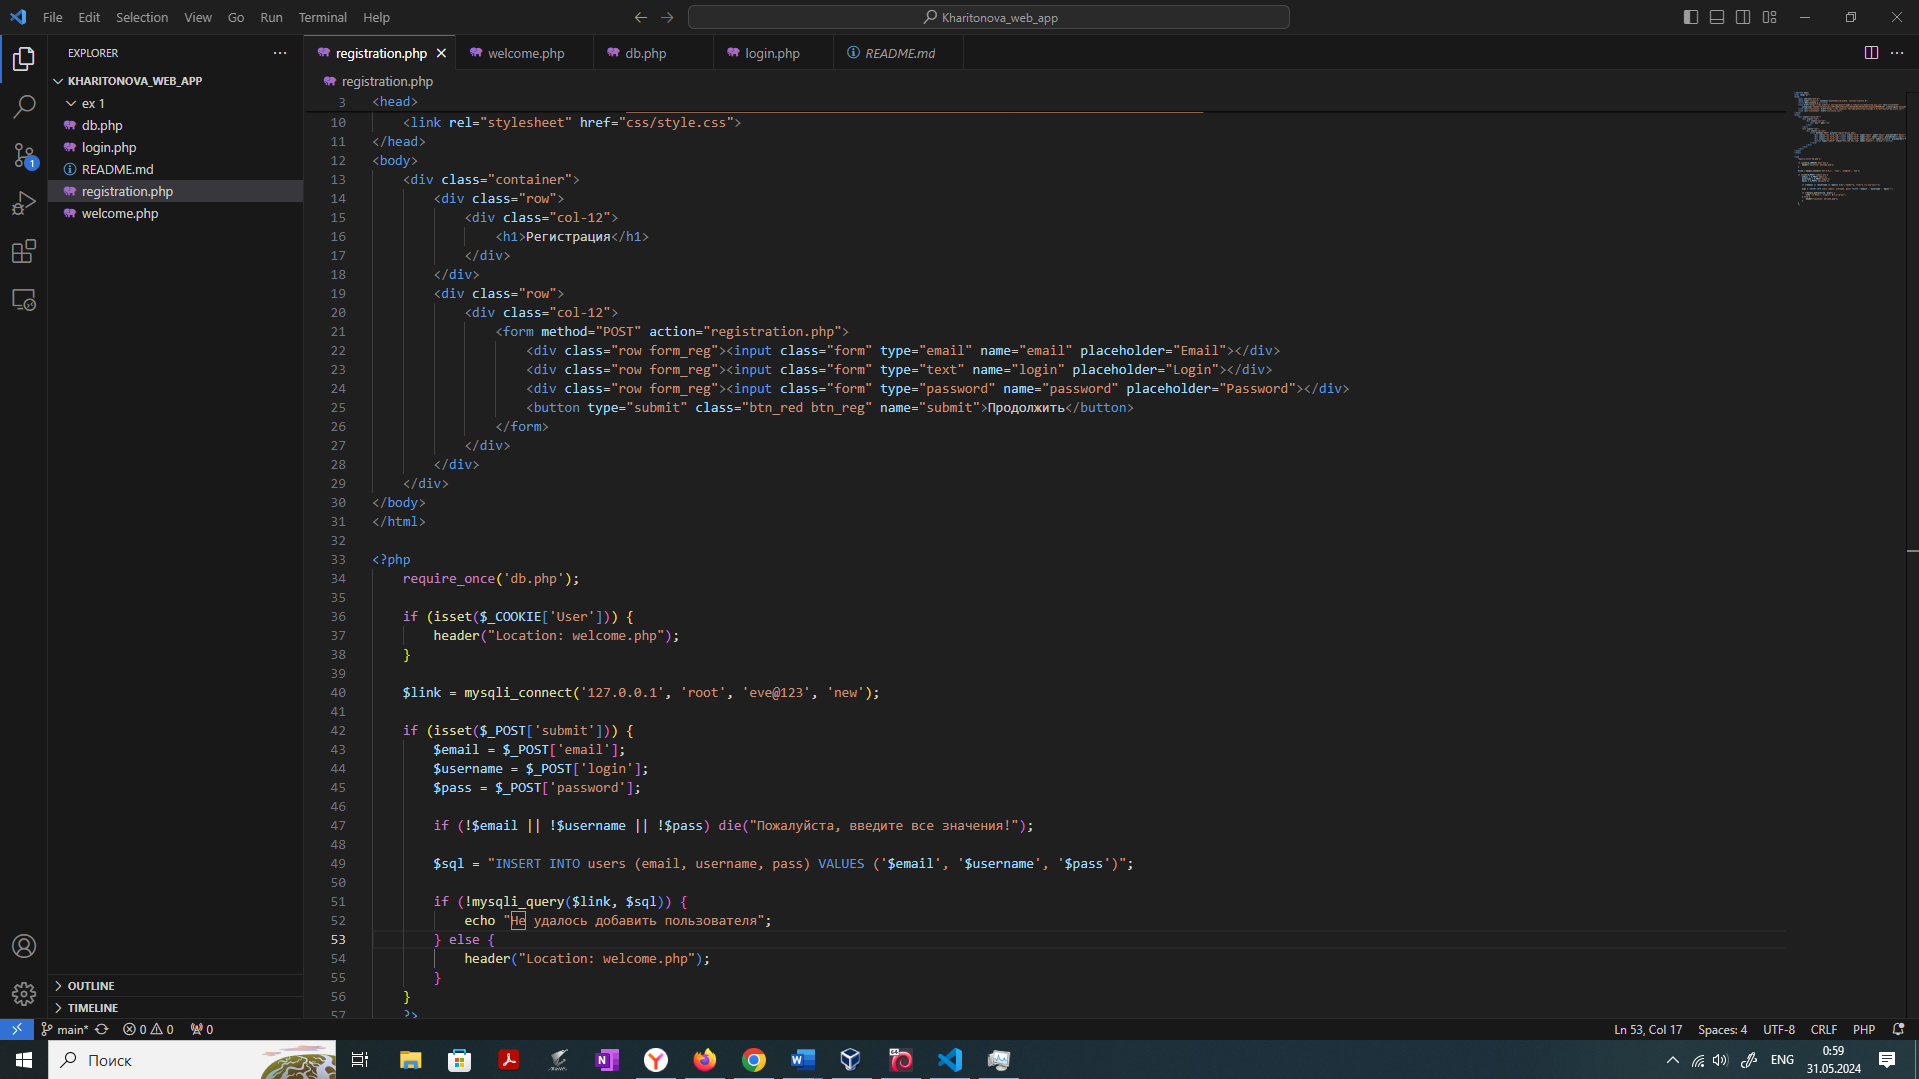 File Edit Selection View Go Run Terminal Help
Kharitonova_web_app
EXPLORER
KHARITONOVA_WEB_APP
ex 1
db.php
login.php
README.md
registration.php
welcome.php
OUTLINE
TIMELINE
registration.php welcome.php db.php login.php README.md
registration.php
3 <head>
10 <link rel="stylesheet" href="css/style.css">
11 </head>
12 <body>
13 <div class="container">
14 <div class="row">
15 <div class="col-12">
16 <h1>Регистрация</h1>
17 </div>
18 </div>
19 <div class="row">
20 <div class="col-12">
21 <form method="POST" action="registration.php">
22 <div class="row form_reg"><input class="form" type="email" name="email" placeholder="Email"></div>
23 <div class="row form_reg"><input class="form" type="text" name="login" placeholder="Login"></div>
24 <div class="row form_reg"><input class="form" type="password" name="password" placeholder="Password"></div>
25 <button type="submit" class="btn_red btn_reg" name="submit">Продолжить</button>
26 </form>
27 </div>
28 </div>
29 </div>
30 </body>
31 </html>
32
33 <?php
34 require_once('db.php');
35
36 if (isset($_COOKIE['User'])) {
37 header("Location: welcome.php");
38 }
39
40 $link = mysqli_connect('127.0.0.1', 'root', 'eve@123', 'new');
41
42 if (isset($_POST['submit'])) {
43 $email = $_POST['email'];
44 $username = $_POST['login'];
45 $pass = $_POST['password'];
46
47 if (!$email || !$username || !$pass) die("Пожалуйста, введите все значения!");
48
49 $sql = "INSERT INTO users (email, username, pass) VALUES ('$email', '$username', '$pass')";
50
51 if (!mysqli_query($link, $sql)) {
52 echo "Не удалось добавить пользователя";
53 } else {
54 header("Location: welcome.php");
55 }
56 }
57 ?>
1
main* 0 0 0
Ln 53, Col 17 Spaces: 4 UTF-8 CRLF PHP
Поиск
ENG
0:59
31.05.2024